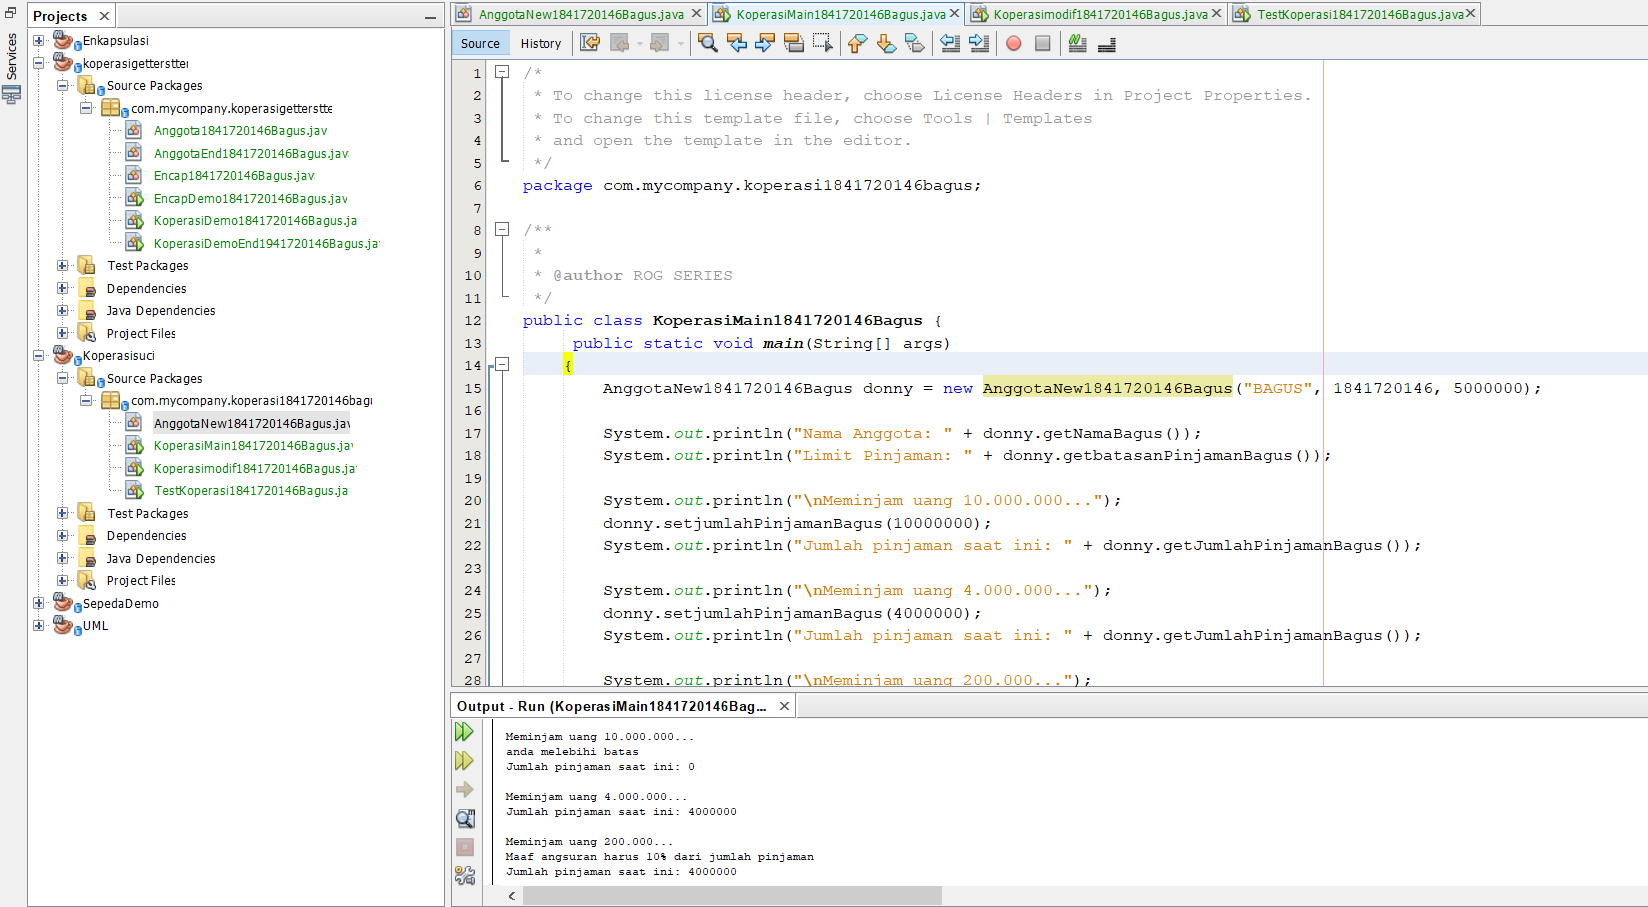 Services
Projects
Enkapsulasi
koperasigetterstter
Source Packages
com.mycompany.koperasigetterstte
Anggota1841720146Bagus.jav
AnggotaEnd1841720146Bagus.jav
Encap1841720146Bagus.jav
EncapDemo1841720146Bagus.jav
KoperasiDemo1841720146Bagus.ja
KoperasiDemoEnd1941720146Bagus.ja
Test Packages
Dependencies
Java Dependencies
Project Files
Koperasisuci
Source Packages
com.mycompany.koperasi1841720146bagu
AnggotaNew1841720146Bagus.jav
KoperasiMain1841720146Bagus.jav
Koperasimodif1841720146Bagus.ja
TestKoperasi1841720146Bagus.ja
Test Packages
Dependencies
Java Dependencies
Project Files
SepedaDemo
UML
AnggotaNew1841720146Bagus.java KoperasiMain1841720146Bagus.java Koperasimodif1841720146Bagus.java TestKoperasi1841720146Bagus.java
Source History
1 /*
2 * To change this license header, choose License Headers in Project Properties.
3 * To change this template file, choose Tools | Templates
4 * and open the template in the editor.
5 */
6 package com.mycompany.koperasi1841720146bagus;
7
8 /**
9 *
10 * @author ROG SERIES
11 */
12 public class KoperasiMain1841720146Bagus {
13 public static void main(String[] args)
14 {
15 AnggotaNew1841720146Bagus donny = new AnggotaNew1841720146Bagus("BAGUS", 1841720146, 5000000);
16
17 System.out.println("Nama Anggota: " + donny.getNamaBagus());
18 System.out.println("Limit Pinjaman: " + donny.getbatasanPinjamanBagus());
19
20 System.out.println("\nMeminjam uang 10.000.000...");
21 donny.setjumlahPinjamanBagus(10000000);
22 System.out.println("Jumlah pinjaman saat ini: " + donny.getJumlahPinjamanBagus());
23
24 System.out.println("\nMeminjam uang 4.000.000...");
25 donny.setjumlahPinjamanBagus(4000000);
26 System.out.println("Jumlah pinjaman saat ini: " + donny.getJumlahPinjamanBagus());
27
28 System.out.println("\nMeminjam uang 200.000...");
Output - Run (KoperasiMain1841720146Bag...
Meminjam uang 10.000.000...
anda melebihi batas
Jumlah pinjaman saat ini: 0
Meminjam uang 4.000.000...
Jumlah pinjaman saat ini: 4000000
Meminjam uang 200.000...
Maaf angsuran harus 10% dari jumlah pinjaman
Jumlah pinjaman saat ini: 4000000